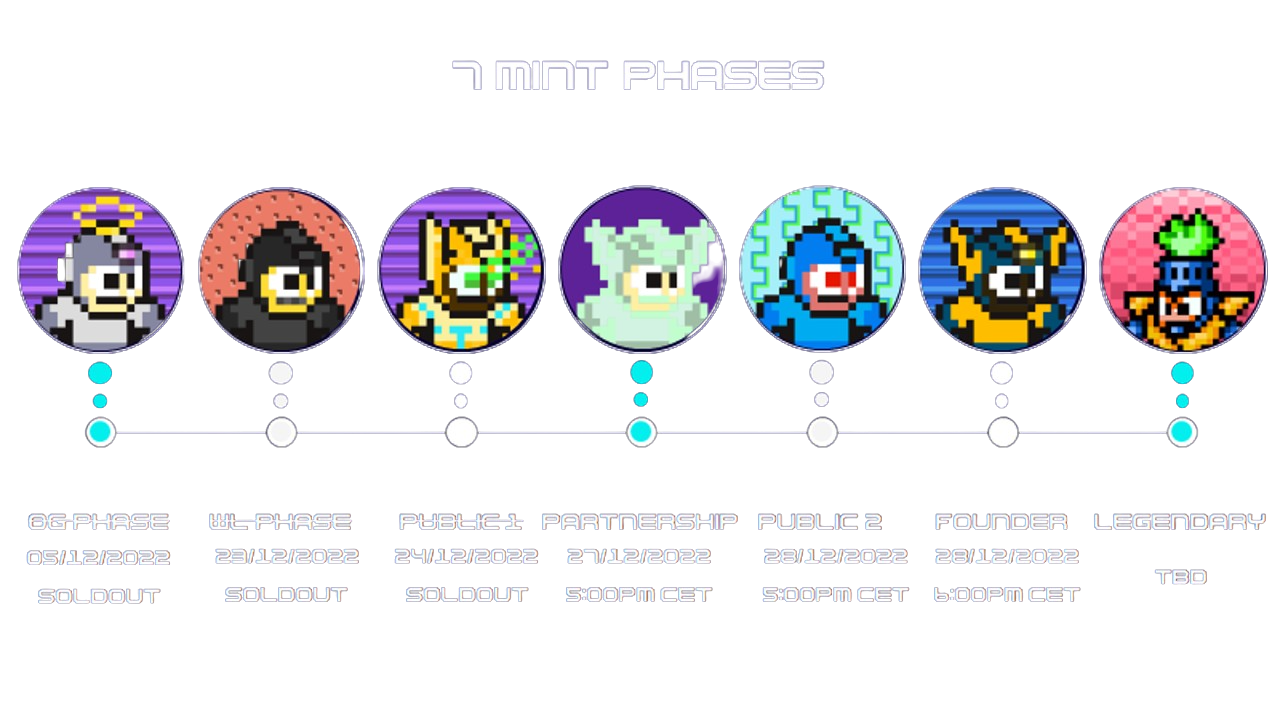 7 MINT PHASES
OG PHASE
05/12/2022
SOLDOUT
WL PHASE
23/12/2022
SOLDOUT
PUBLIC 1
24/12/2022
SOLDOUT
PARTNERSHIP
27/12/2022
5:00PM CET
PUBLIC 2
28/12/2022
5:00PM CET
FOUNDER
28/12/2022
6:00PM CET
LEGENDARY
TBD